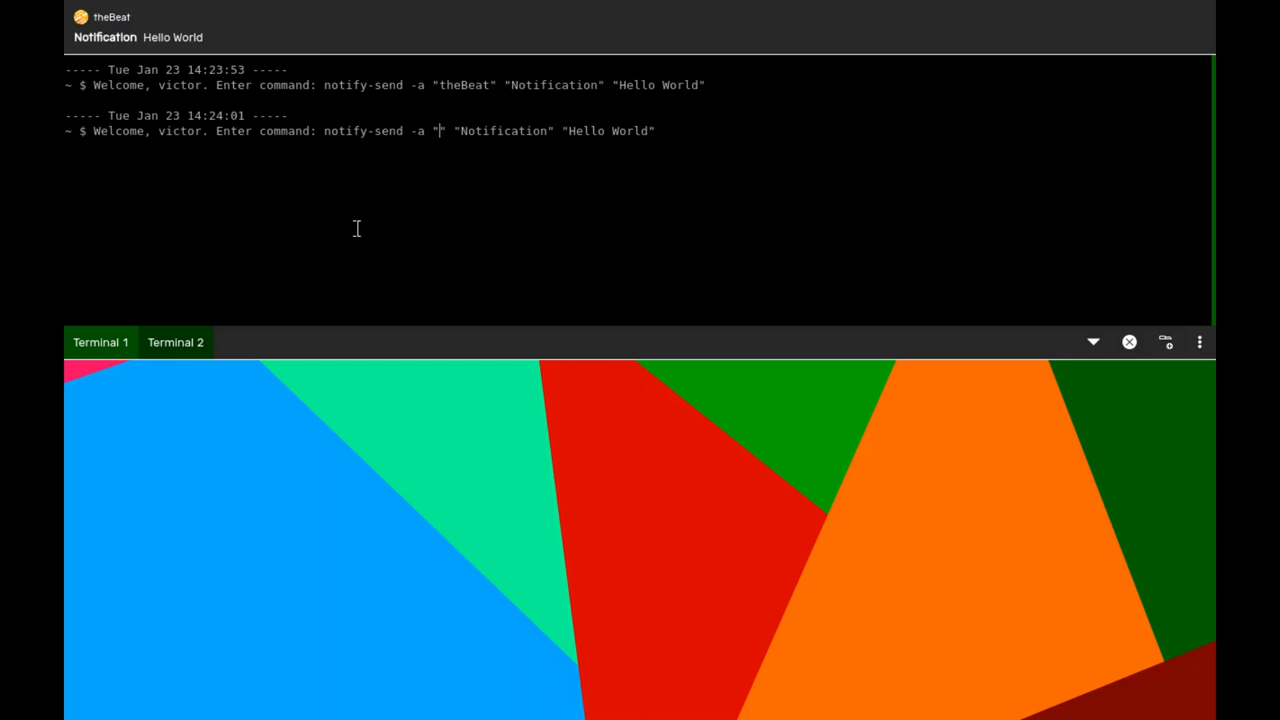 theBeat
Notification Hello World
----- Tue Jan 23 14:23:53 -----
~ $ Welcome, victor. Enter command: notify-send -a "theBeat" "Notification" "Hello World"
----- Tue Jan 23 14:24:01 -----
~ $ Welcome, victor. Enter command: notify-send -a "" "Notification" "Hello World"
Terminal 1 Terminal 2